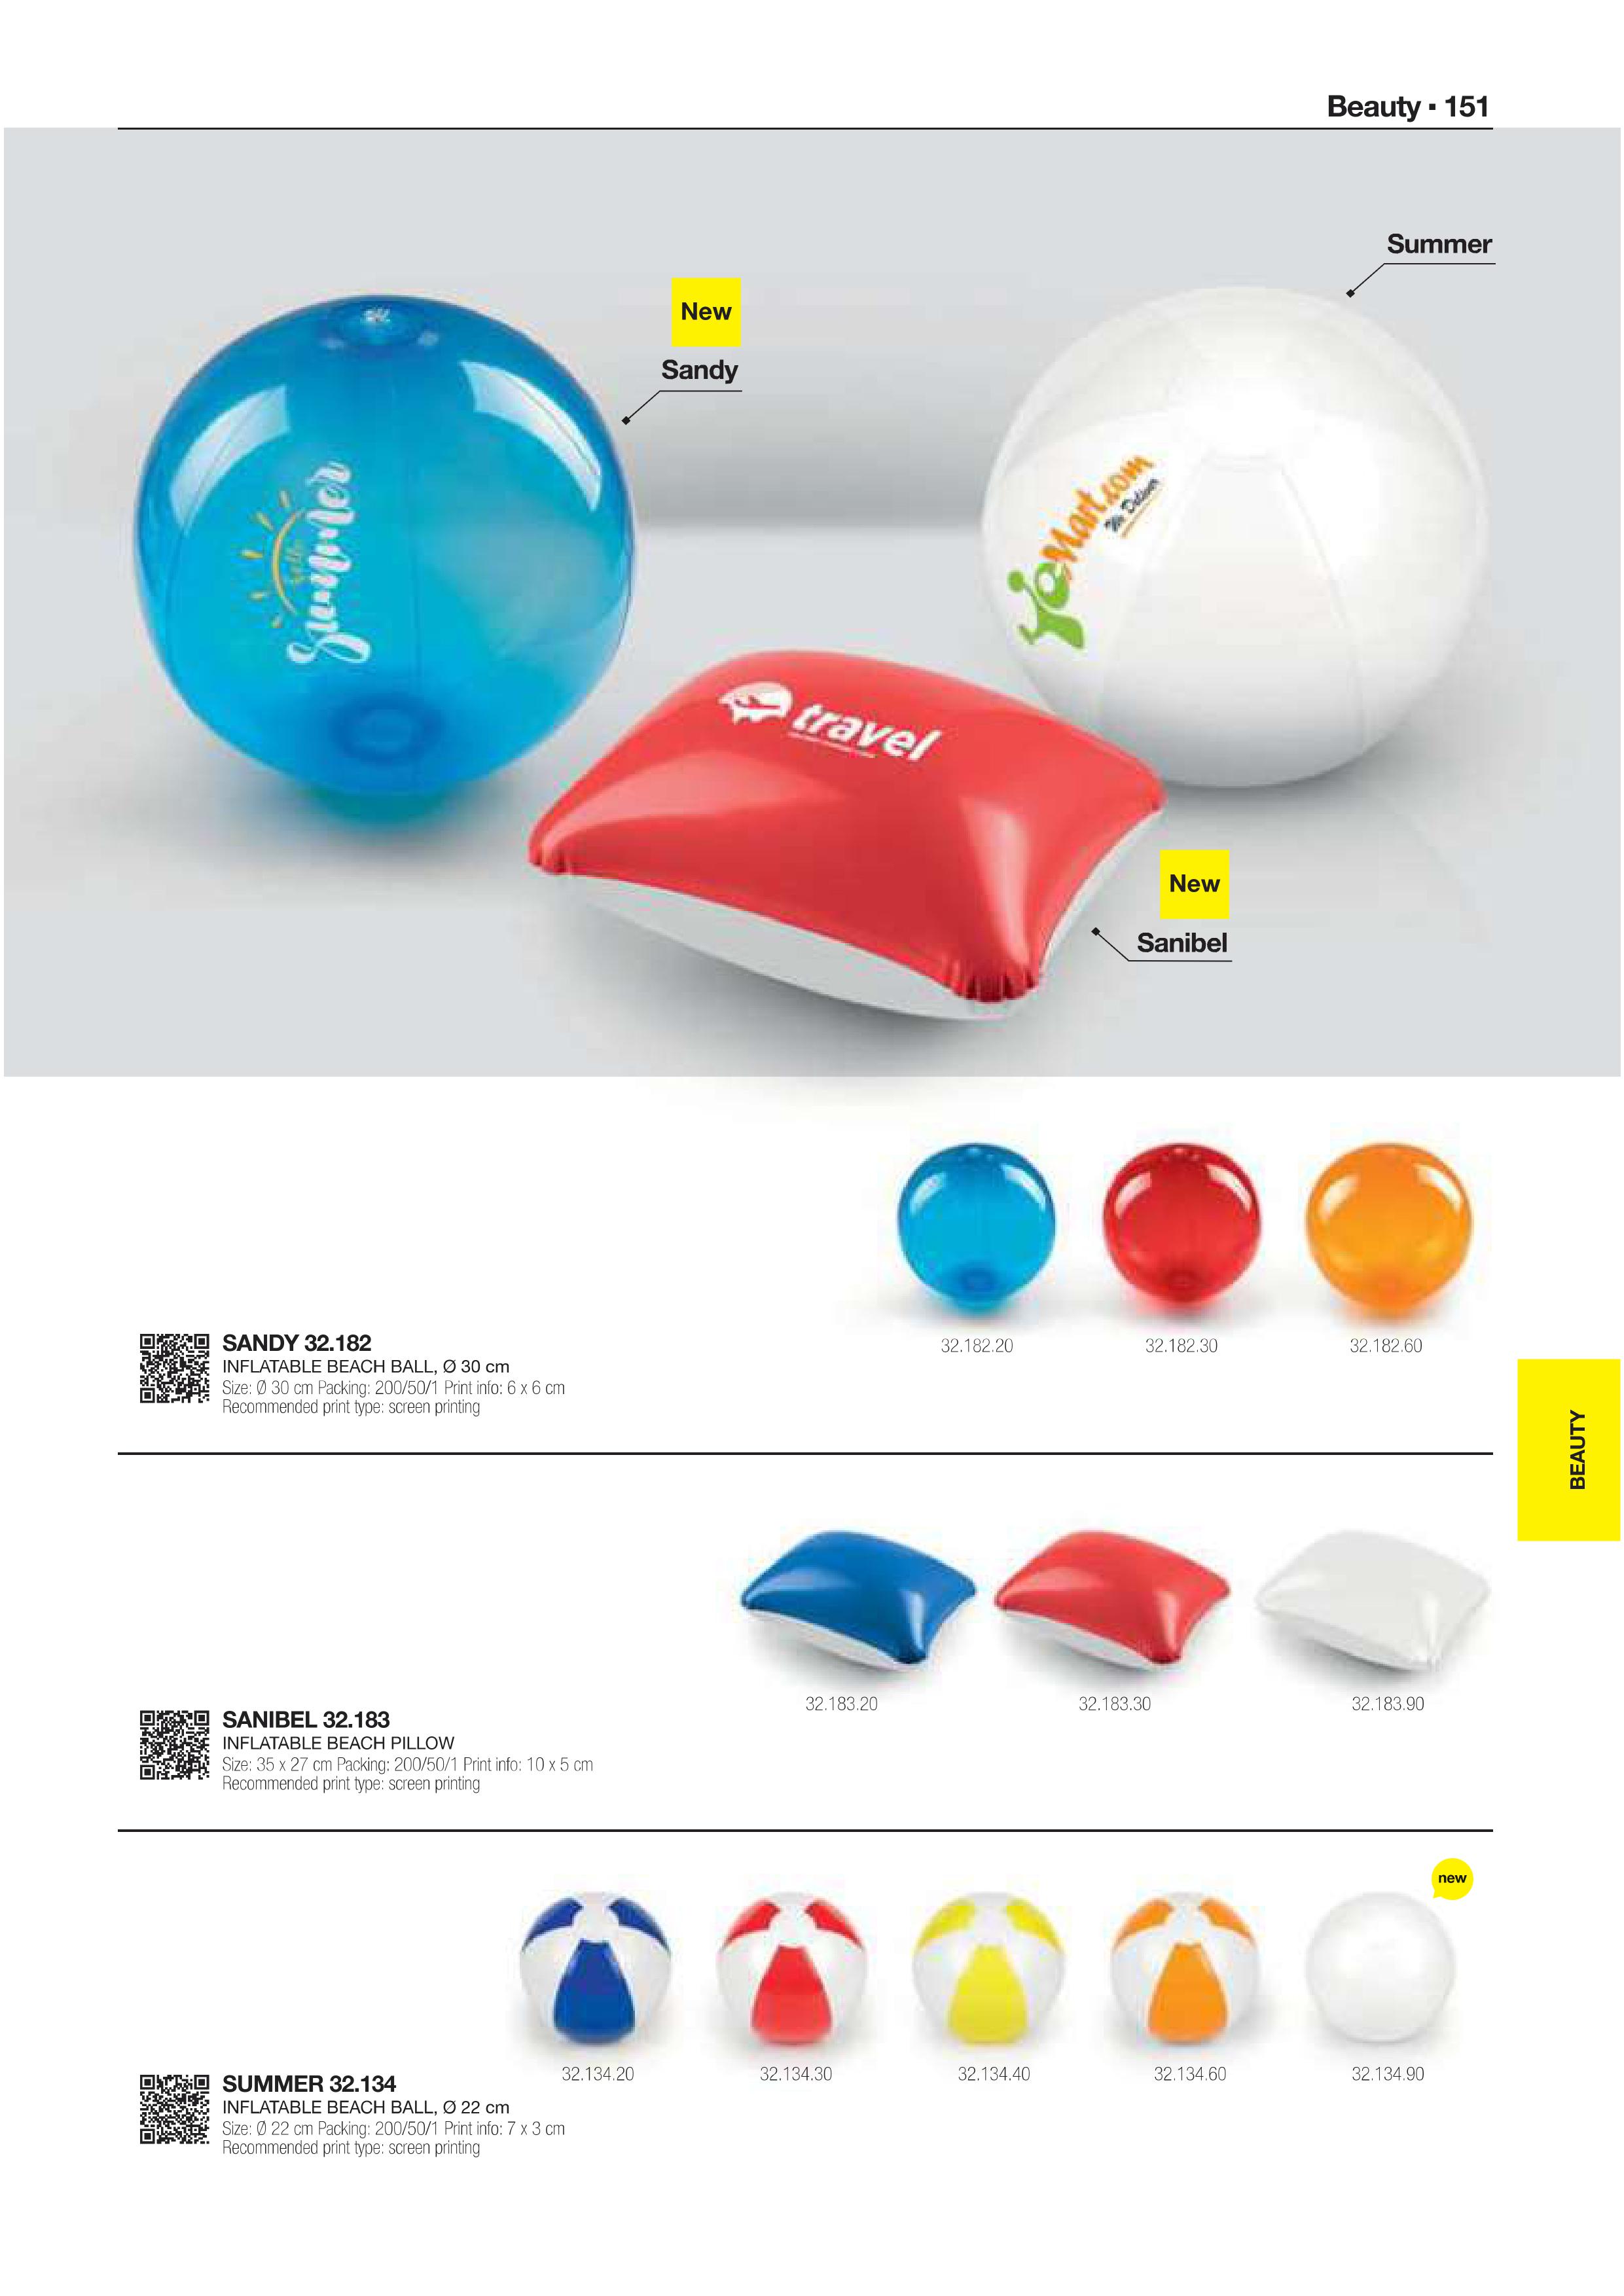 Beauty ▪ 151
Summer
New
Sandy
hello
Summer
YeMart.com
We Deliver
travel
New
Sanibel
32.182.20
32.182.30
32.182.60
SANDY 32.182
INFLATABLE BEACH BALL, Ø 30 cm
Size: Ø 30 cm Packing: 200/50/1 Print info: 6 x 6 cm
Recommended print type: screen printing
BEAUTY
32.183.20
32.183.30
32.183.90
SANIBEL 32.183
INFLATABLE BEACH PILLOW
Size: 35 x 27 cm Packing: 200/50/1 Print info: 10 x 5 cm
Recommended print type: screen printing
new
32.134.20
32.134.30
32.134.40
32.134.60
32.134.90
SUMMER 32.134
INFLATABLE BEACH BALL, Ø 22 cm
Size: Ø 22 cm Packing: 200/50/1 Print info: 7 x 3 cm
Recommended print type: screen printing